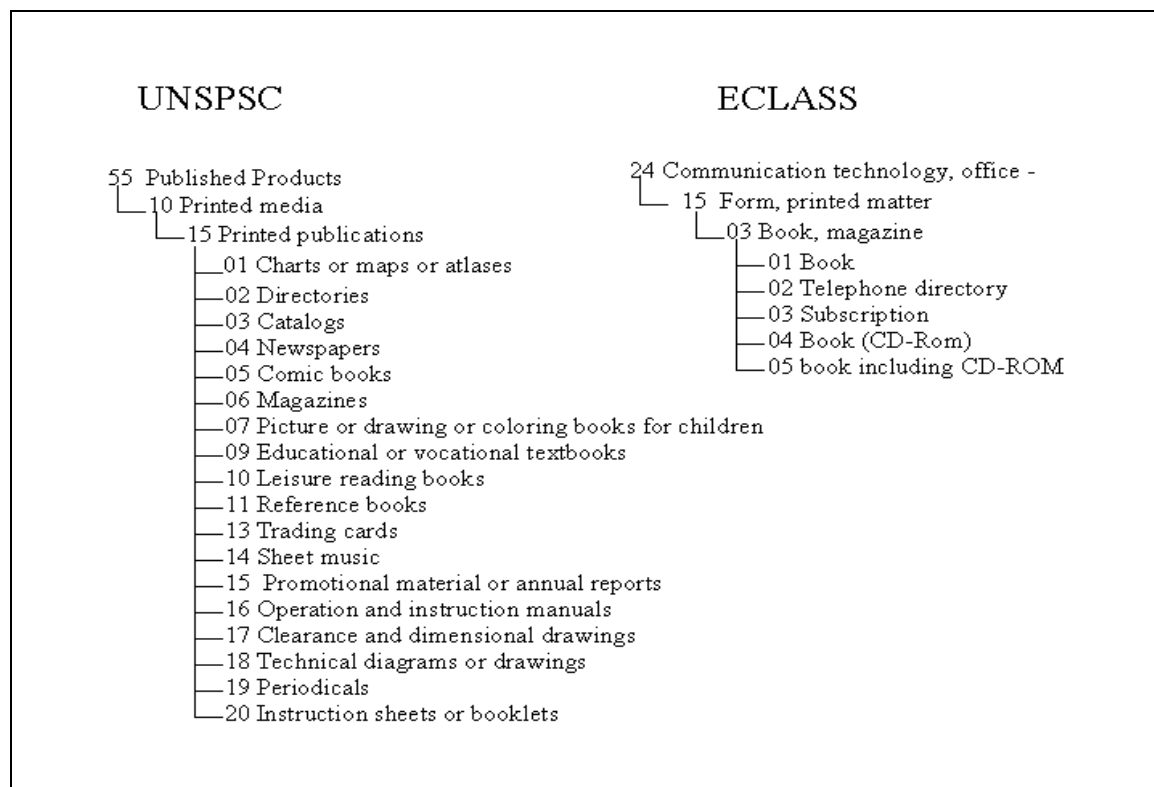 UNSPSC
55 Published Products
10 Printed media
15 Printed publications
01 Charts or maps or atlases
02 Directories
03 Catalogs
04 Newspapers
05 Comic books
06 Magazines
07 Picture or drawing or coloring books for children
09 Educational or vocational textbooks
10 Leisure reading books
11 Reference books
13 Trading cards
14 Sheet music
15 Promotional material or annual reports
16 Operation and instruction manuals
17 Clearance and dimensional drawings
18 Technical diagrams or drawings
19 Periodicals
20 Instruction sheets or booklets
ECLASS
24 Communication technology, office -
15 Form, printed matter
03 Book, magazine
01 Book
02 Telephone directory
03 Subscription
04 Book (CD-Rom)
05 book including CD-ROM